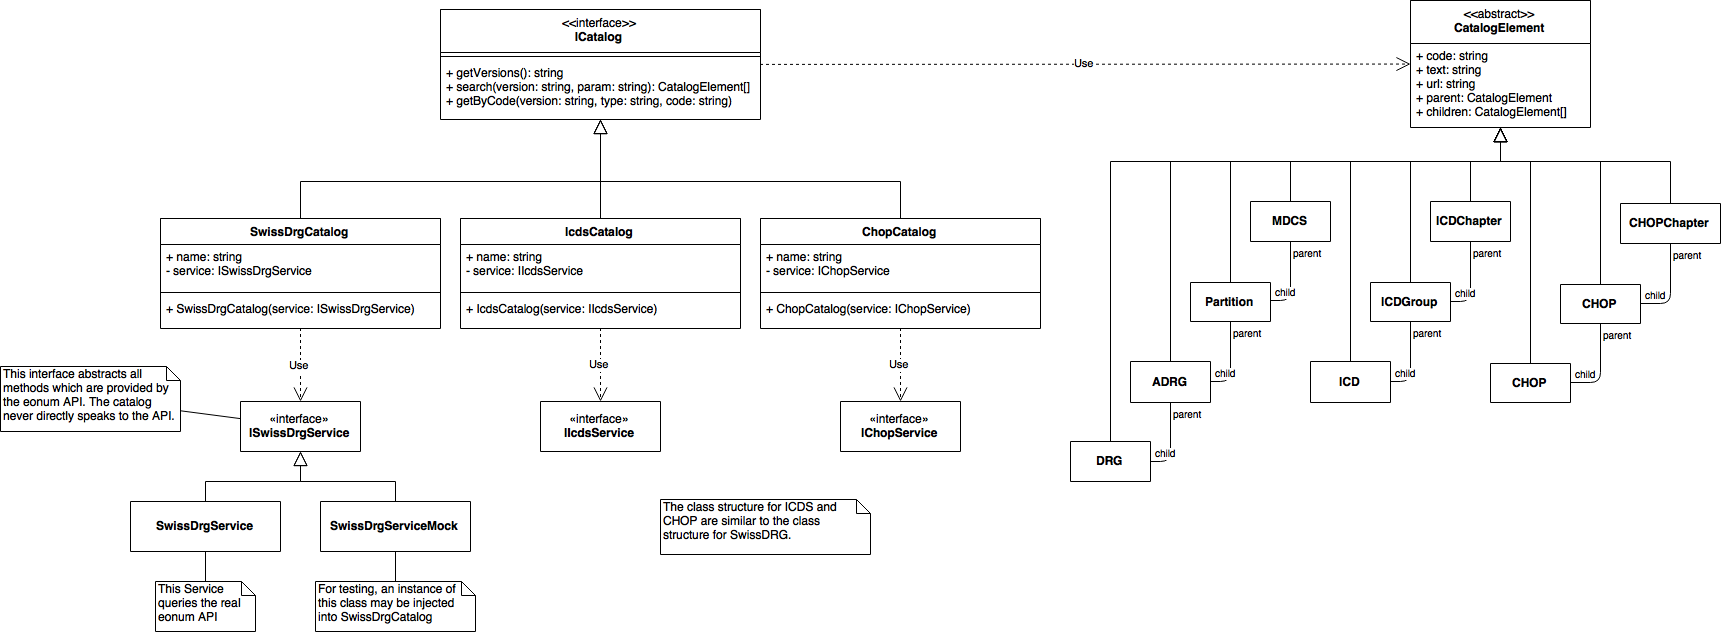 <<interface>>
ICatalog
+ getVersions(): string
+ search(version: string, param: string): CatalogElement[]
+ getByCode(version: string, type: string, code: string)
Use
<<abstract>>
CatalogElement
+ code: string
+ text: string
+ url: string
+ parent: CatalogElement
+ children: CatalogElement[]
SwissDrgCatalog
+ name: string
- service: ISwissDrgService
+ SwissDrgCatalog(service: ISwissDrgService)
IcdsCatalog
+ name: string
- service: IIcdsService
+ IcdsCatalog(service: IIcdsService)
ChopCatalog
+ name: string
- service: IChopService
+ ChopCatalog(service: IChopService)
Use
Use
Use
This interface abstracts all
methods which are provided by
the eonum API. The catalog
never directly speaks to the API.
«interface»
ISwissDrgService
«interface»
IIcdsService
«interface»
IChopService
SwissDrgService
SwissDrgServiceMock
This Service
queries the real
eonum API
For testing, an instance of
this class may be injected
into SwissDrgCatalog
The class structure for ICDS and
CHOP are similar to the class
structure for SwissDRG.
MDCS
parent
child
Partition
parent
child
ADRG
parent
child
DRG
ICDChapter
parent
child
ICDGroup
parent
child
ICD
CHOPChapter
parent
child
CHOP
parent
child
CHOP